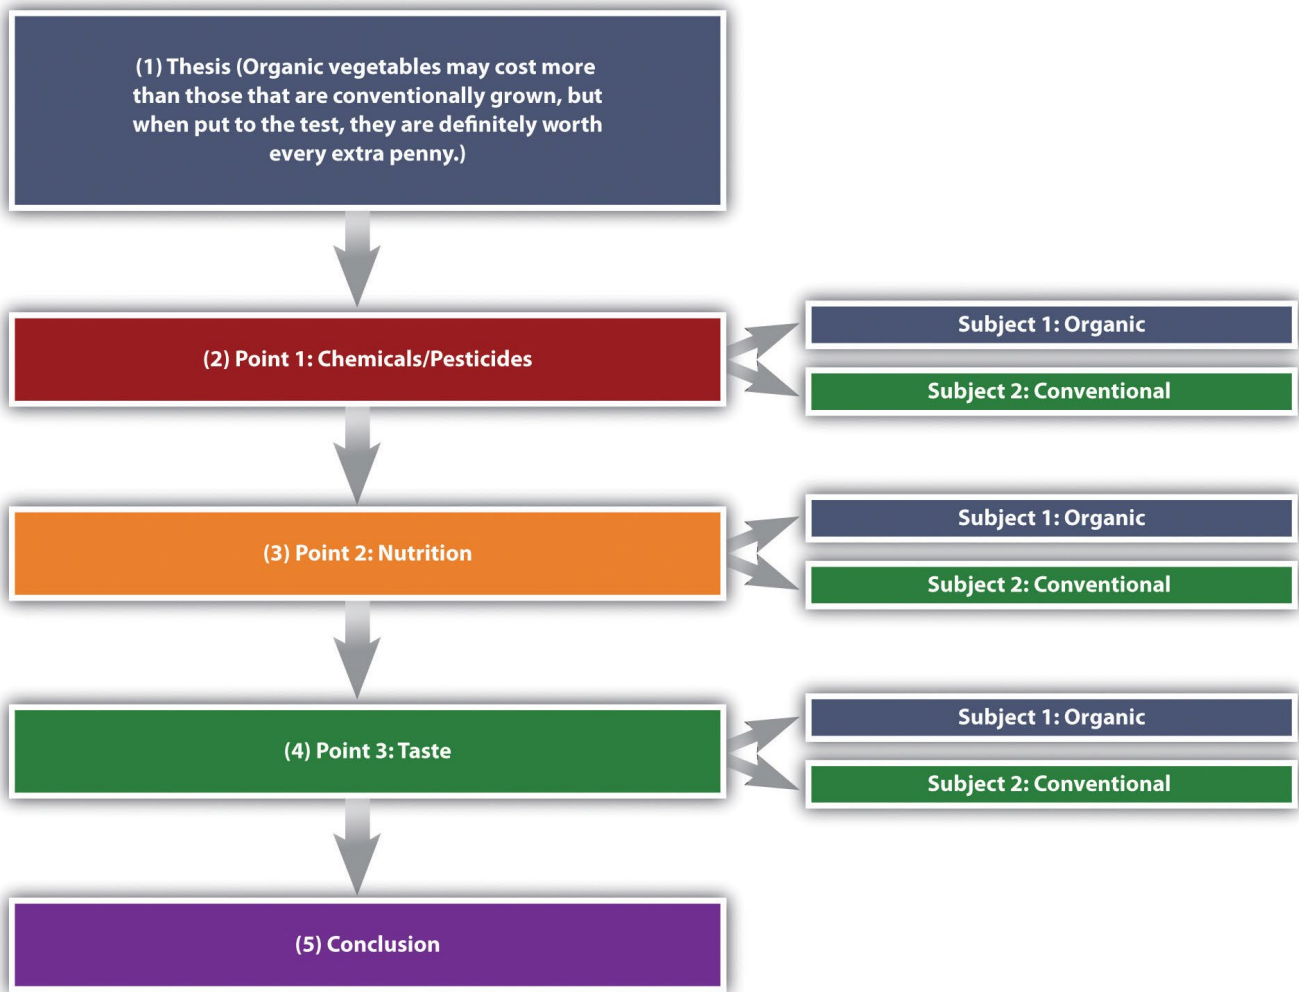 (1) Thesis (Organic vegetables may cost more
than those that are conventionally grown, but
when put to the test, they are definitely worth
every extra penny.)
(2) Point 1: Chemicals/Pesticides
Subject 1: Organic
Subject 2: Conventional
(3) Point 2: Nutrition
Subject 1: Organic
Subject 2: Conventional
(4) Point 3: Taste
Subject 1: Organic
Subject 2: Conventional
(5) Conclusion